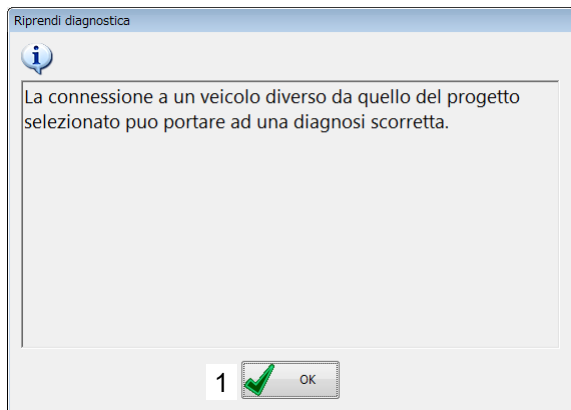 Riprendi diagnostica
La connessione a un veicolo diverso da quello del progetto
selezionato puo portare ad una diagnosi scorretta.
1 OK